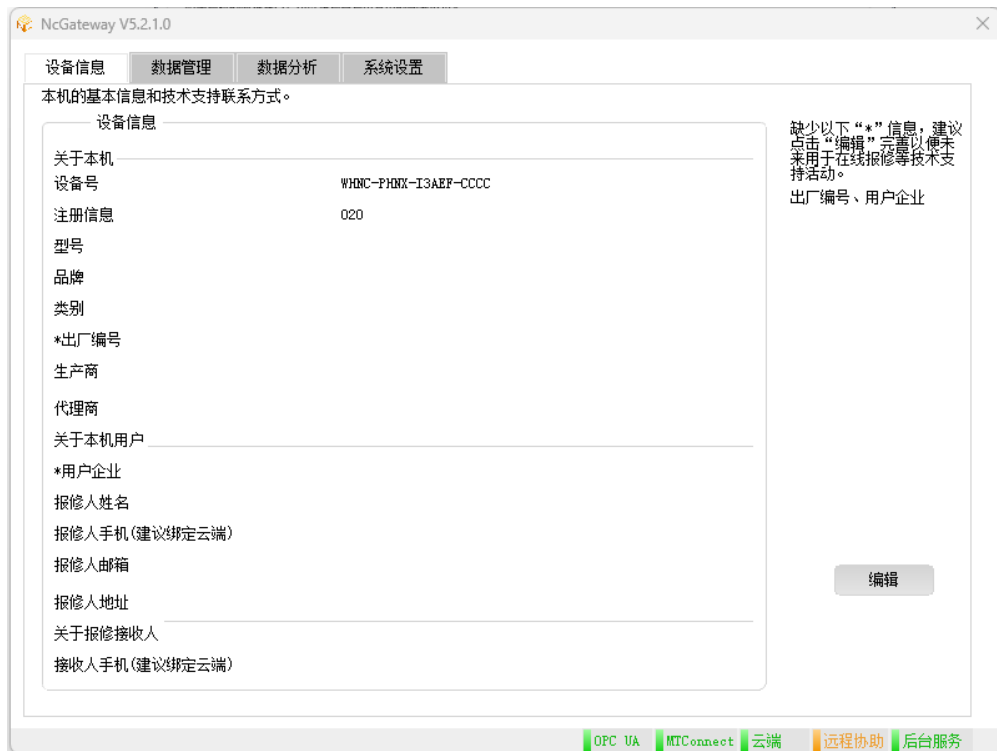 NcGateway V5.2.1.0
设备信息 数据管理 数据分析 系统设置
本机的基本信息和技术支持联系方式。
设备信息
关于本机
设备号 WHNC-PHNX-I3AEF-CCCC
注册信息 020
型号
品牌
类别
*出厂编号
生产商
代理商
关于本机用户
*用户企业
报修人姓名
报修人手机(建议绑定云端)
报修人邮箱
报修人地址
关于报修接收人
接收人手机(建议绑定云端)
缺少以下“*”信息，建议
点击“编辑”完善以便未
来用于在线报修等技术支
持活动。
出厂编号、用户企业
编辑
OPC UA MTConnect 云端 远程协助 后台服务